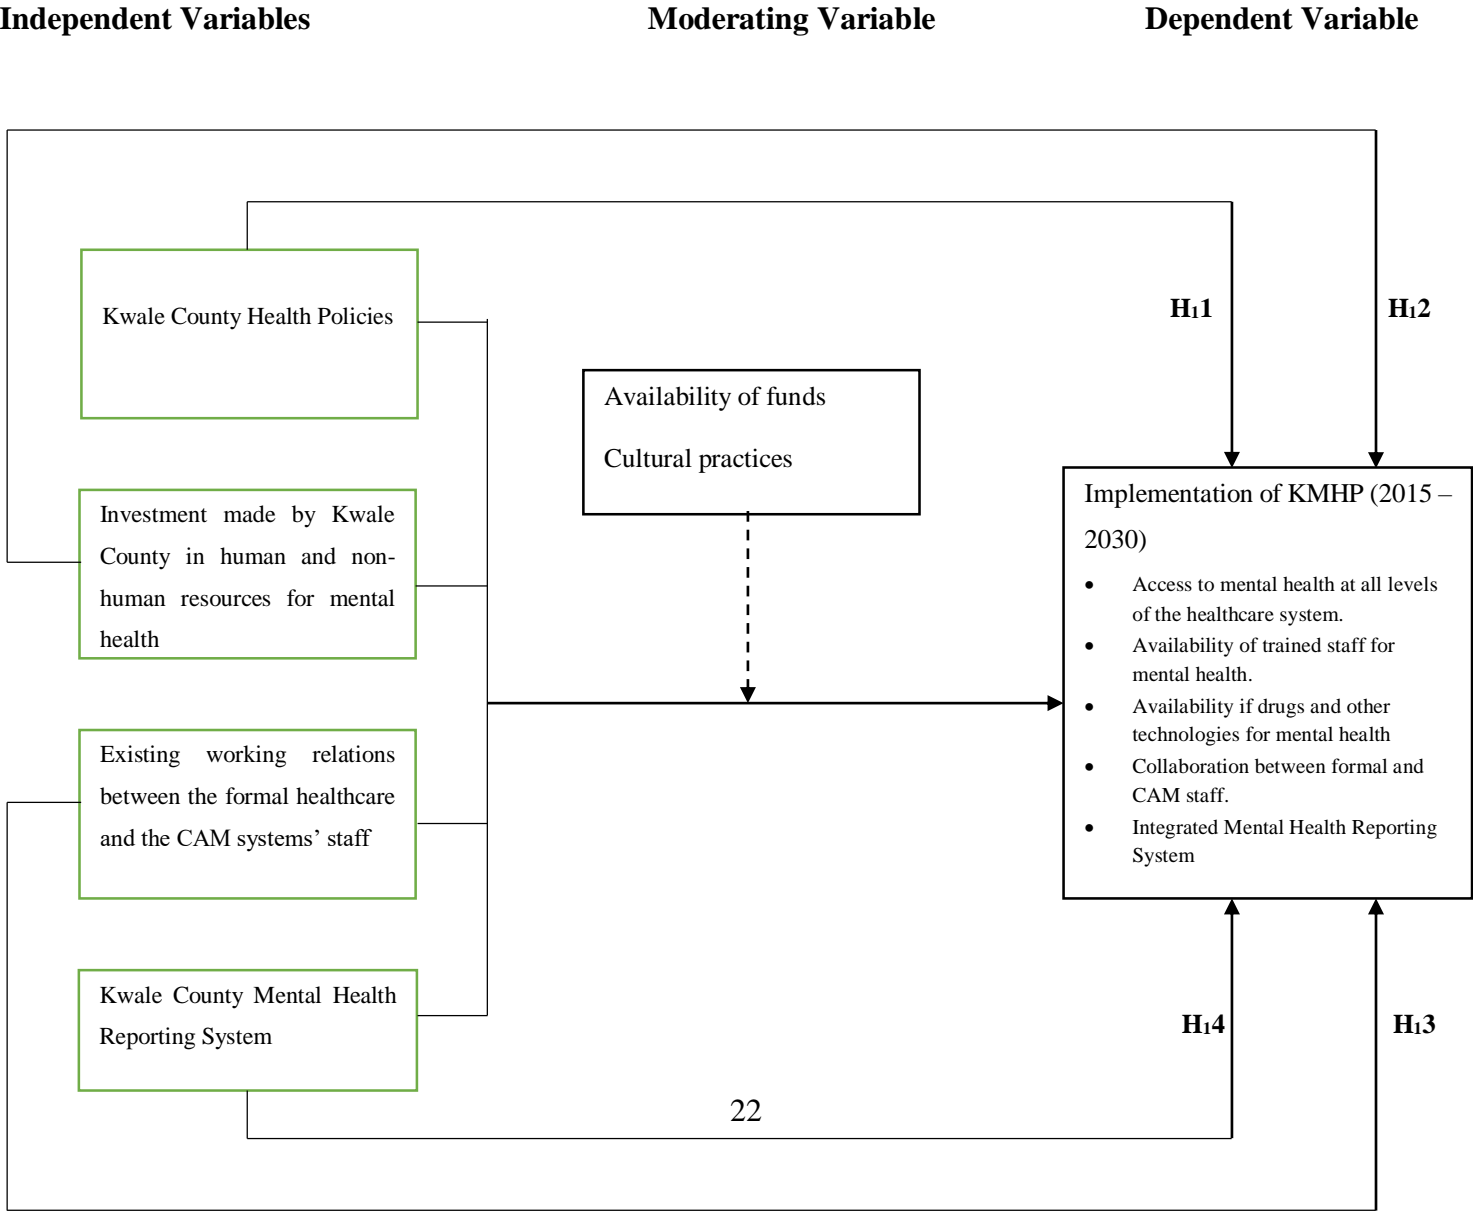 Independent Variables
Moderating Variable
Dependent Variable
Kwale County Health Policies
H₁1
H₁2
Availability of funds
Cultural practices
Investment made by Kwale
County in human and non-
human resources for mental
health
Implementation of KMHP (2015 –
2030)
• Access to mental health at all levels
of the healthcare system.
• Availability of trained staff for
mental health.
• Availability if drugs and other
technologies for mental health
• Collaboration between formal and
CAM staff.
• Integrated Mental Health Reporting
System
Existing working relations
between the formal healthcare
and the CAM systems’ staff
Kwale County Mental Health
Reporting System
H₁4
H₁3
22